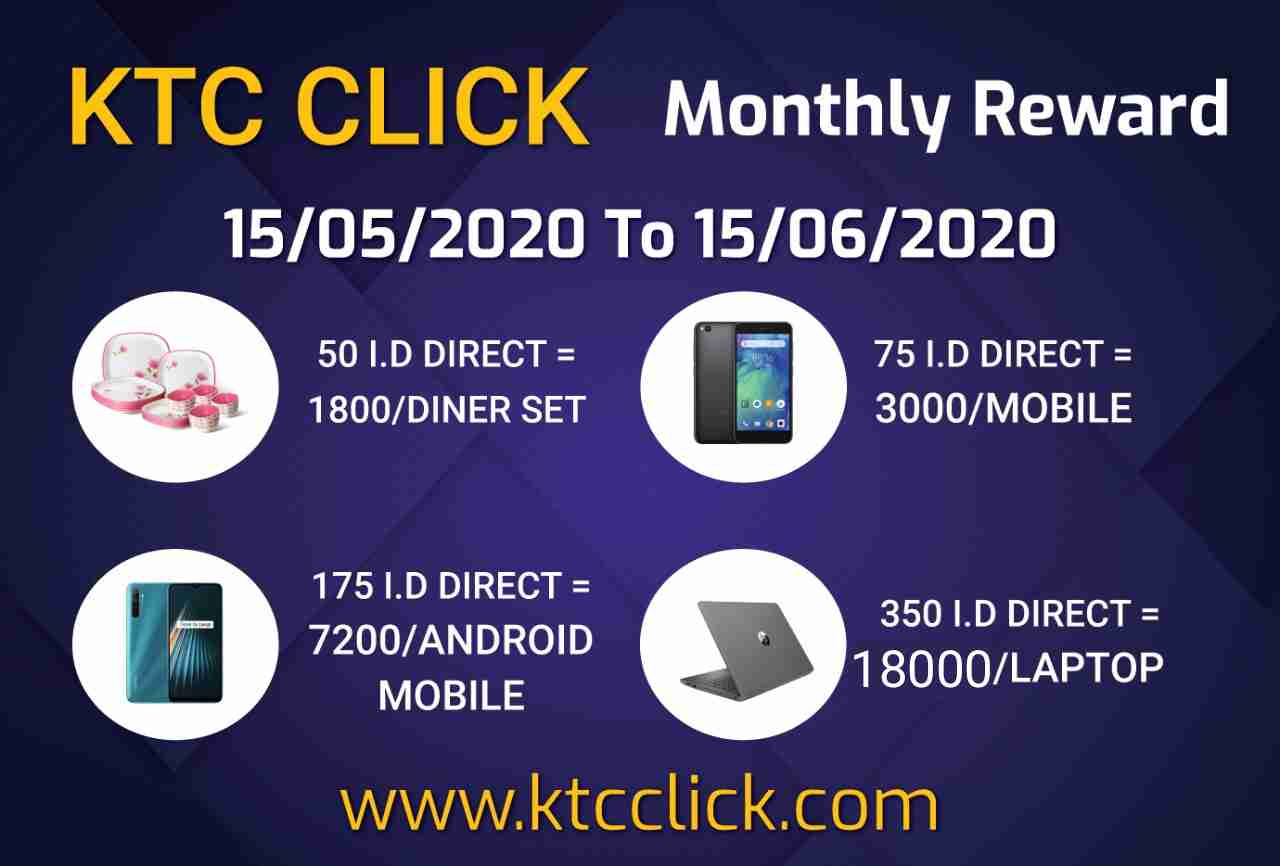 KTC CLICK Monthly Reward
15/05/2020 To 15/06/2020
50 I.D DIRECT =
1800/DINER SET
75 I.D DIRECT =
3000/MOBILE
175 I.D DIRECT =
7200/ANDROID
MOBILE
350 I.D DIRECT =
18000/LAPTOP
www.ktcclick.com